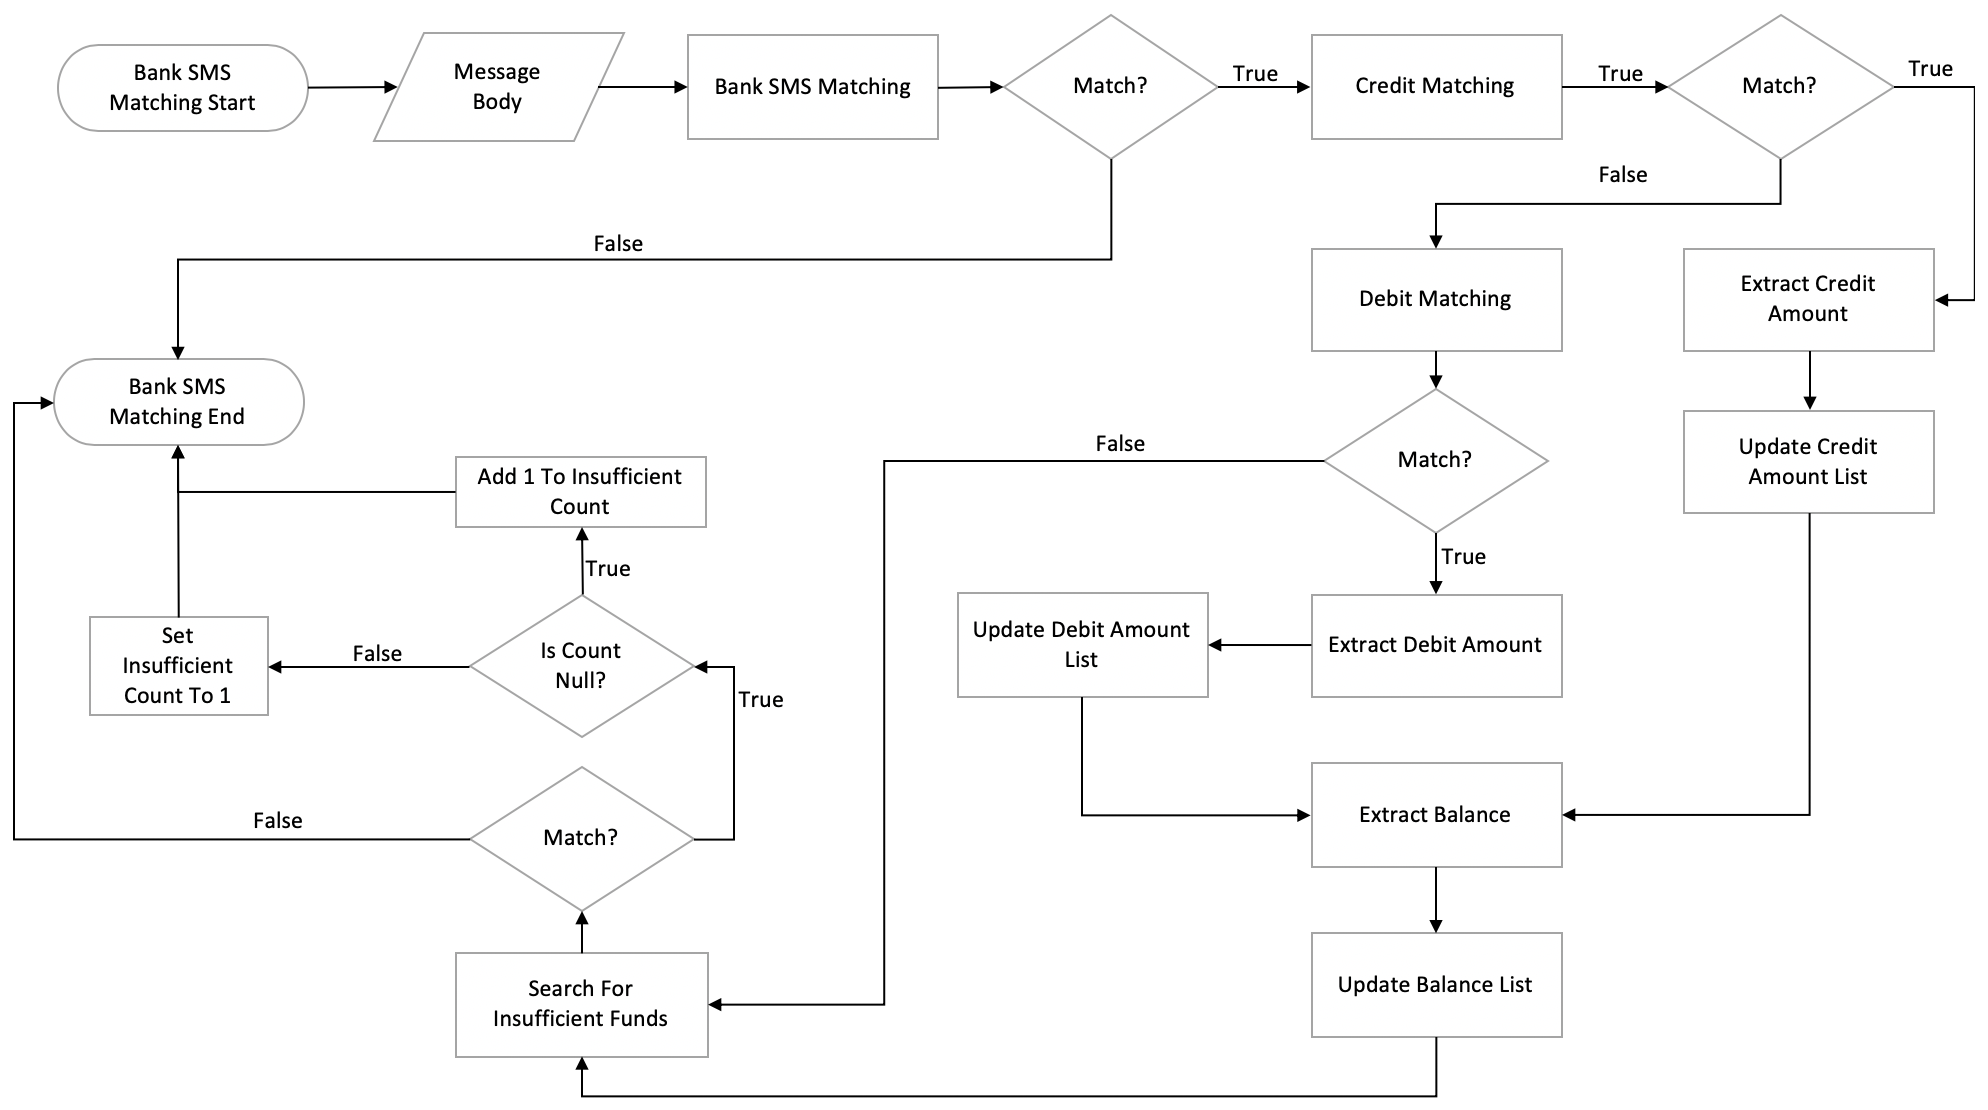 Bank SMS
Matching Start
Message
Body
Bank SMS Matching
Match?
True
Credit Matching
True
Match?
True
False
False
Debit Matching
Extract Credit
Amount
Bank SMS
Matching End
False
Match?
Update Credit
Amount List
Add 1 To Insufficient
Count
True
True
Set
Insufficient
Count To 1
False
Is Count
Null?
True
Update Debit Amount
List
Extract Debit Amount
False
Match?
Extract Balance
Search For
Insufficient Funds
Update Balance List